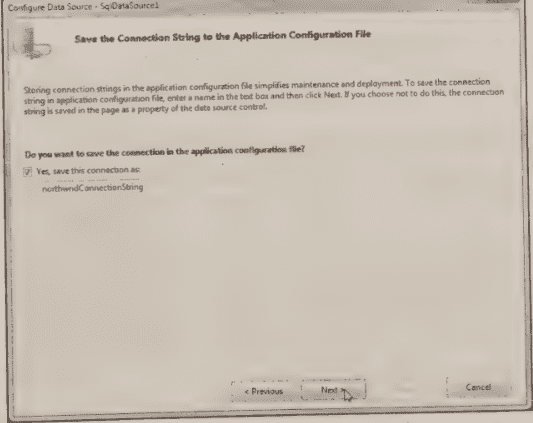 Configure Data Source - SqlDataSource1
Save the Connection String to the Application Configuration File
Storing connection strings in the application configuration file simplifies maintenance and deployment. To save the connection
string in application configuration file, enter a name in the text box and then click Next. If you choose not to do this, the connection
string is saved in the page as a property of the data source control.
Do you want to save the connection in the application configuration file?
Yes, save this connection as:
northwndConnectionString
< Previous
Next >
Cancel